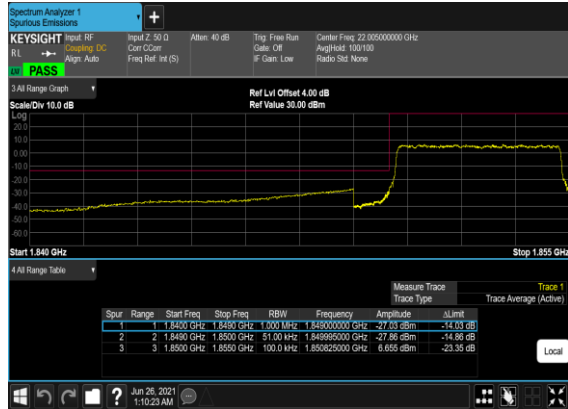 Spectrum Analyzer 1
Spurious Emissions
+
KEYSIGHT Input: RF Input Z: 50 Ω Atten: 40 dB Trig: Free Run Center Freq: 22.005000000 GHz
RL Coupling: DC Corr CCorr Gate: Off Avg|Hold: 100/100
Align: Auto Freq Ref: Int (S) IF Gain: Low Radio Std: None
PASS
3 All Range Graph Ref Lvl Offset 4.00 dB
Scale/Div 10.0 dB Ref Value 30.00 dBm
Log
20.0
10.0
0.00
-10.0
-20.0
-30.0
-40.0
-50.0
-60.0
Start 1.840 GHz Stop 1.855 GHz
4 All Range Table
Measure Trace Trace 1
Trace Type Trace Average (Active)
Spur Range Start Freq Stop Freq RBW Frequency Amplitude ΔLimit
1 1 1.8400 GHz 1.8490 GHz 1.000 MHz 1.849000000 GHz -27.03 dBm -14.03 dB
2 2 1.8490 GHz 1.8500 GHz 51.00 kHz 1.849995000 GHz -27.86 dBm -14.86 dB
3 3 1.8500 GHz 1.8550 GHz 100.0 kHz 1.850825000 GHz 6.655 dBm -23.35 dB
Local
? Jun 26, 2021
1:10:23 AM